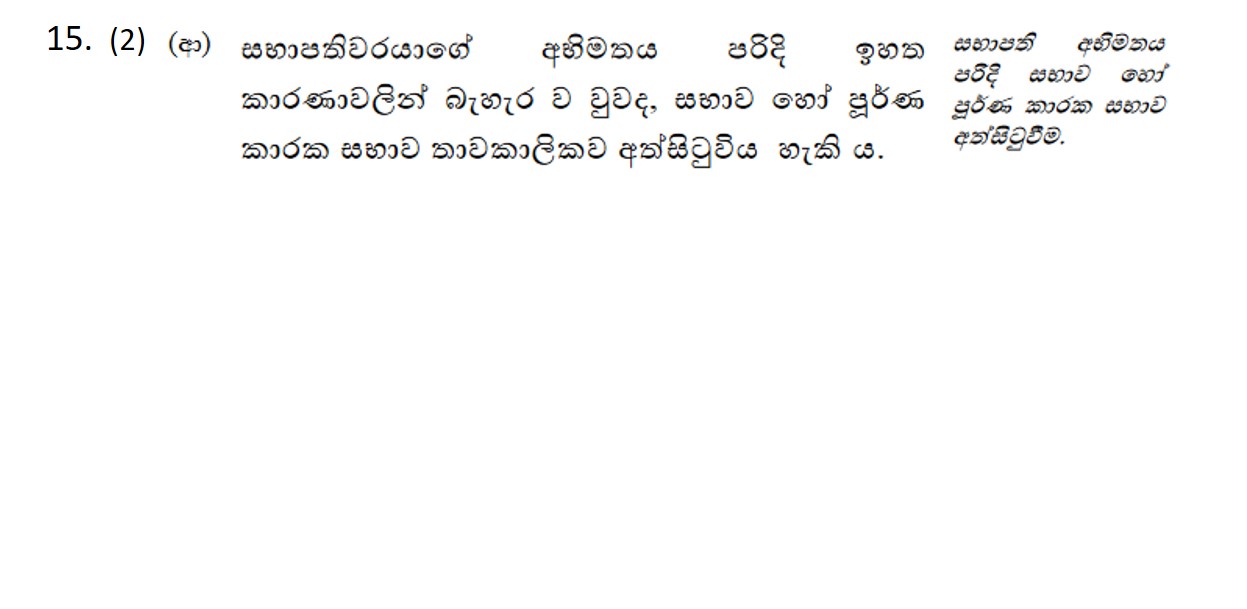 15. (2) (ආ) සභාපතිවරයාගේ අභිමතය පරිදි ඉහත
කාරණාවලින් බැහැර ව වුවද, සභාව හෝ පූර්ණ
කාරක සභාව තාවකාලිකව අත්සිටුවිය හැකි ය.
සභාපති අභිමතය
පරිදි සභාව හෝ
පූර්ණ කාරක සභාව
අත්සිටුවීම.